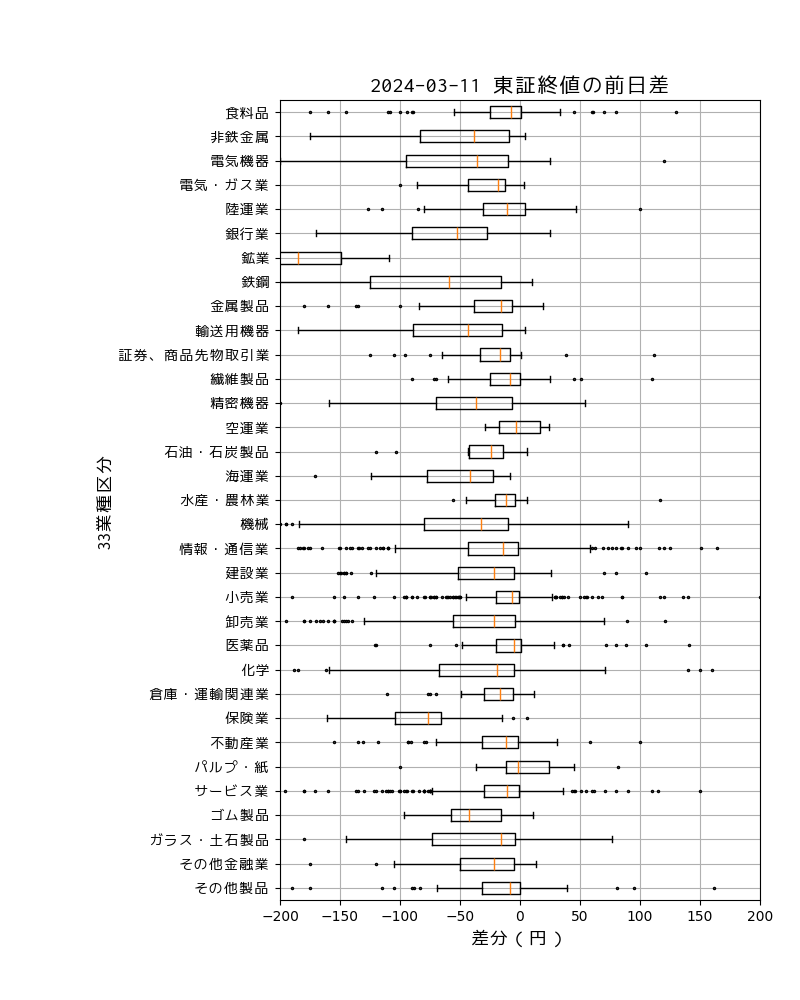 2024-03-11 東証終値の前日差
食料品
非鉄金属
電気機器
電気・ガス業
陸運業
銀行業
鉱業
鉄鋼
金属製品
輸送用機器
証券、商品先物取引業
繊維製品
精密機器
空運業
石油・石炭製品
海運業
水産・農林業
機械
情報・通信業
建設業
小売業
卸売業
医薬品
化学
倉庫・運輸関連業
保険業
不動産業
パルプ・紙
サービス業
ゴム製品
ガラス・土石製品
その他金融業
その他製品
33業種区分
−200 −150 −100 −50 0 50 100 150 200
差分（円）